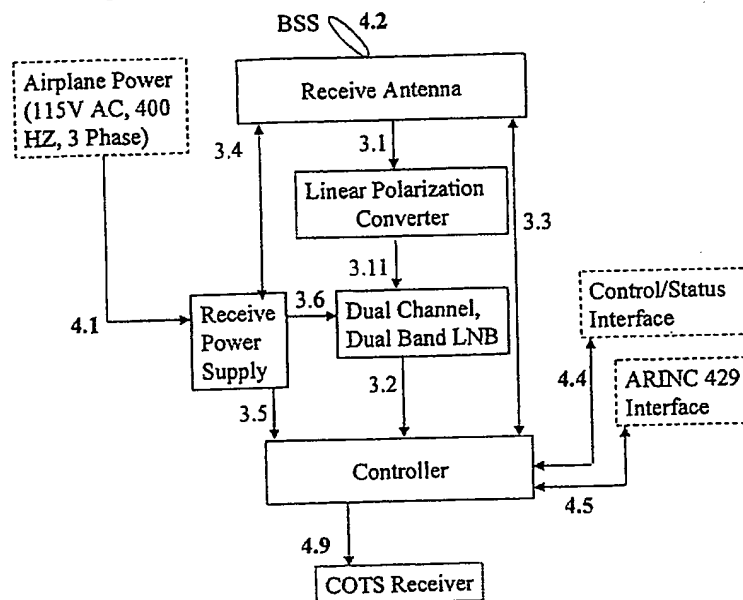 BSS 4.2
Airplane Power
(115V AC, 400
HZ, 3 Phase)
Receive Antenna
3.4
3.1
Linear Polarization
Converter
3.3
3.11
4.1
Receive
Power
Supply
3.6
Dual Channel,
Dual Band LNB
Control/Status
Interface
3.5
3.2
4.4
ARINC 429
Interface
Controller
4.5
4.9
COTS Receiver